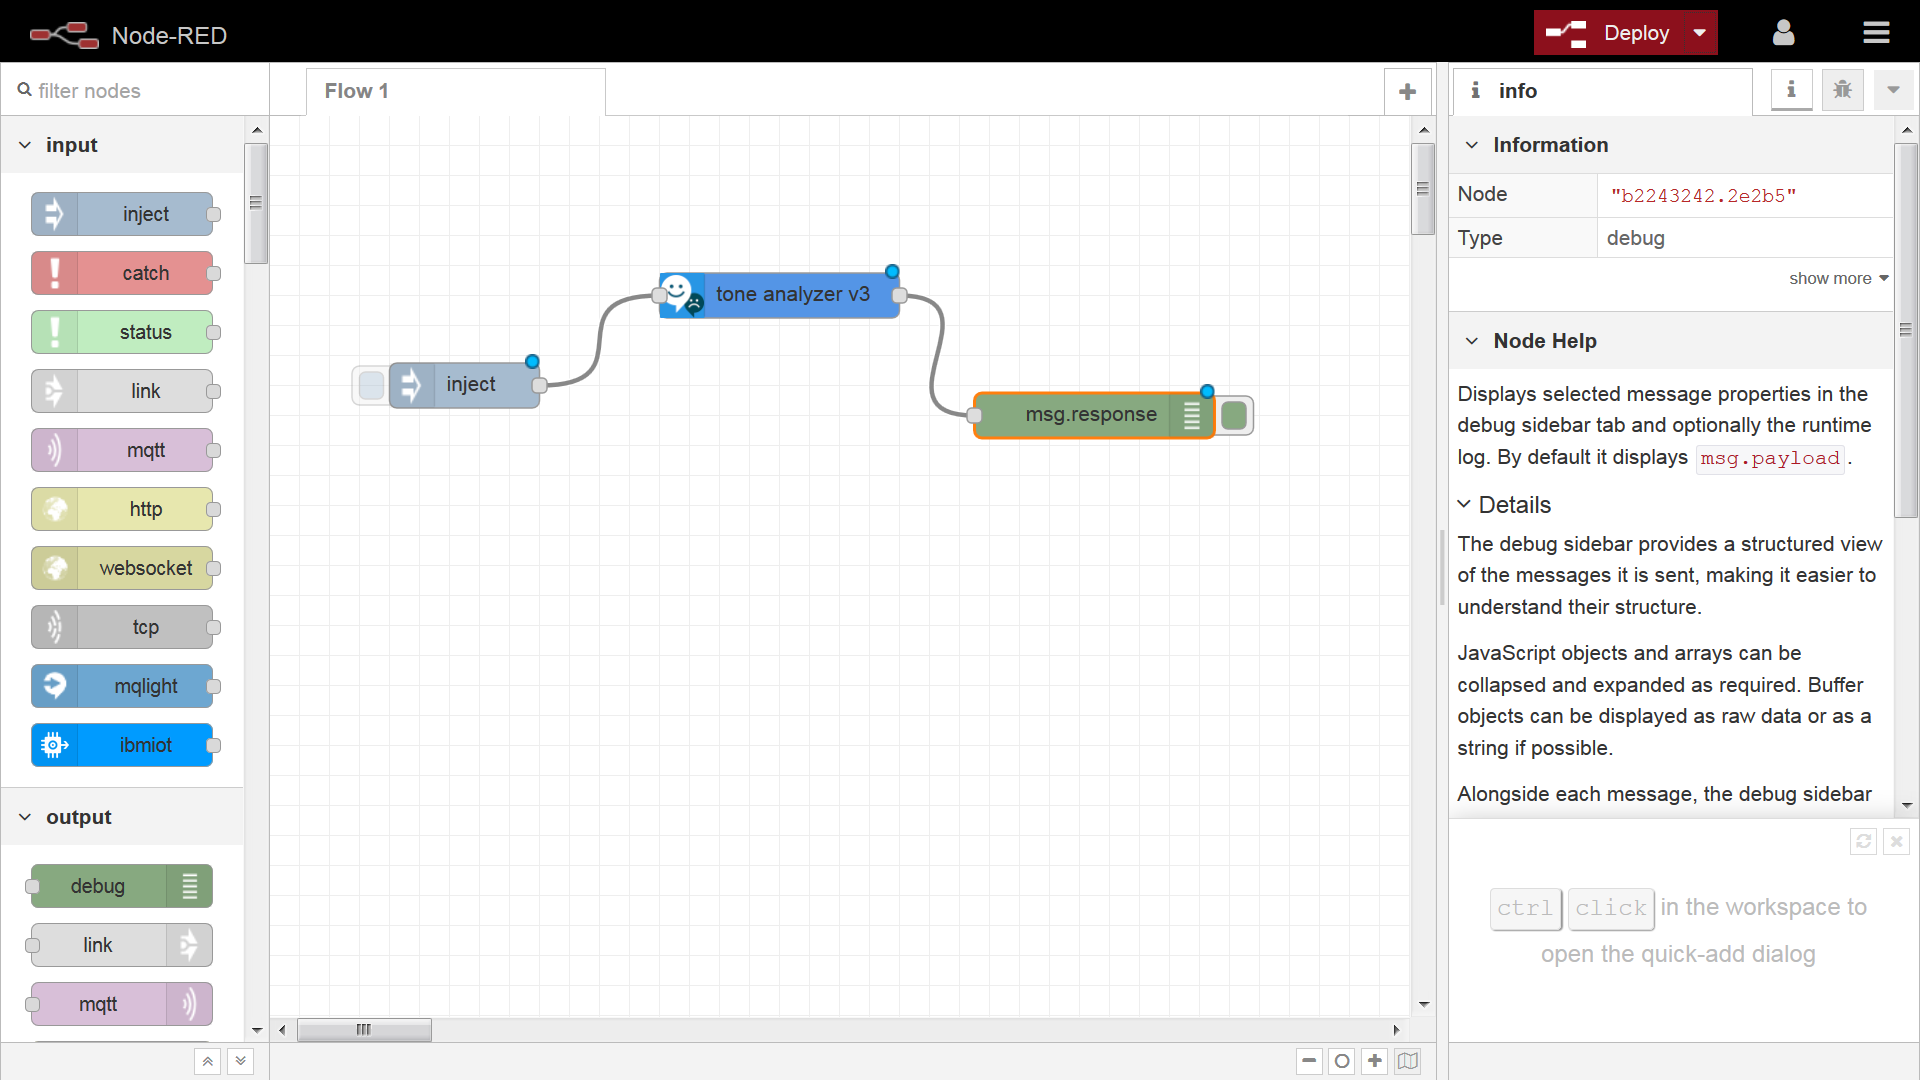 Node-RED
Deploy
filter nodes
Flow 1
info
input
inject
catch
status
link
mqtt
http
websocket
tcp
mqlight
ibmiot
output
debug
link
mqtt
inject
tone analyzer v3
msg.response
Information
Node "b2243242.2e2b5"
Type debug
show more
Node Help
Displays selected message properties in the
debug sidebar tab and optionally the runtime
log. By default it displays msg.payload.
Details
The debug sidebar provides a structured view
of the messages it is sent, making it easier to
understand their structure.
JavaScript objects and arrays can be
collapsed and expanded as required. Buffer
objects can be displayed as raw data or as a
string if possible.
Alongside each message, the debug sidebar
ctrl click in the workspace to
open the quick-add dialog